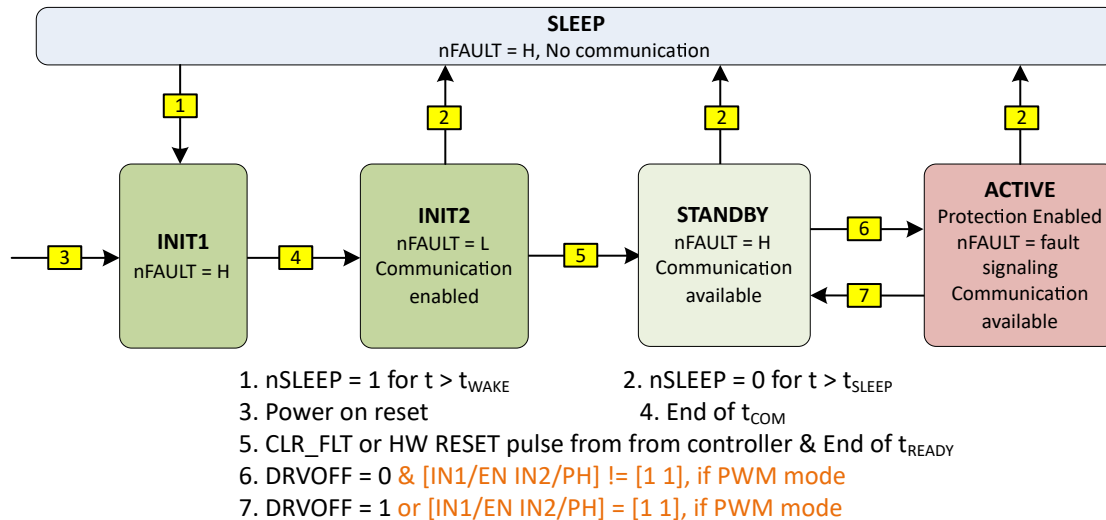 SLEEP
nFAULT = H, No communication
1
2
2
2
INIT1
nFAULT = H
INIT2
nFAULT = L
Communication
enabled
STANDBY
nFAULT = H
Communication
available
ACTIVE
Protection Enabled
nFAULT = fault
signaling
Communication
available
3
4
5
6
7
1. nSLEEP = 1 for t > tWAKE
2. nSLEEP = 0 for t > tSLEEP
3. Power on reset
4. End of tCOM
5. CLR_FLT or HW RESET pulse from from controller & End of tREADY
6. DRVOFF = 0 & [IN1/EN IN2/PH] != [1 1], if PWM mode
7. DRVOFF = 1 or [IN1/EN IN2/PH] = [1 1], if PWM mode